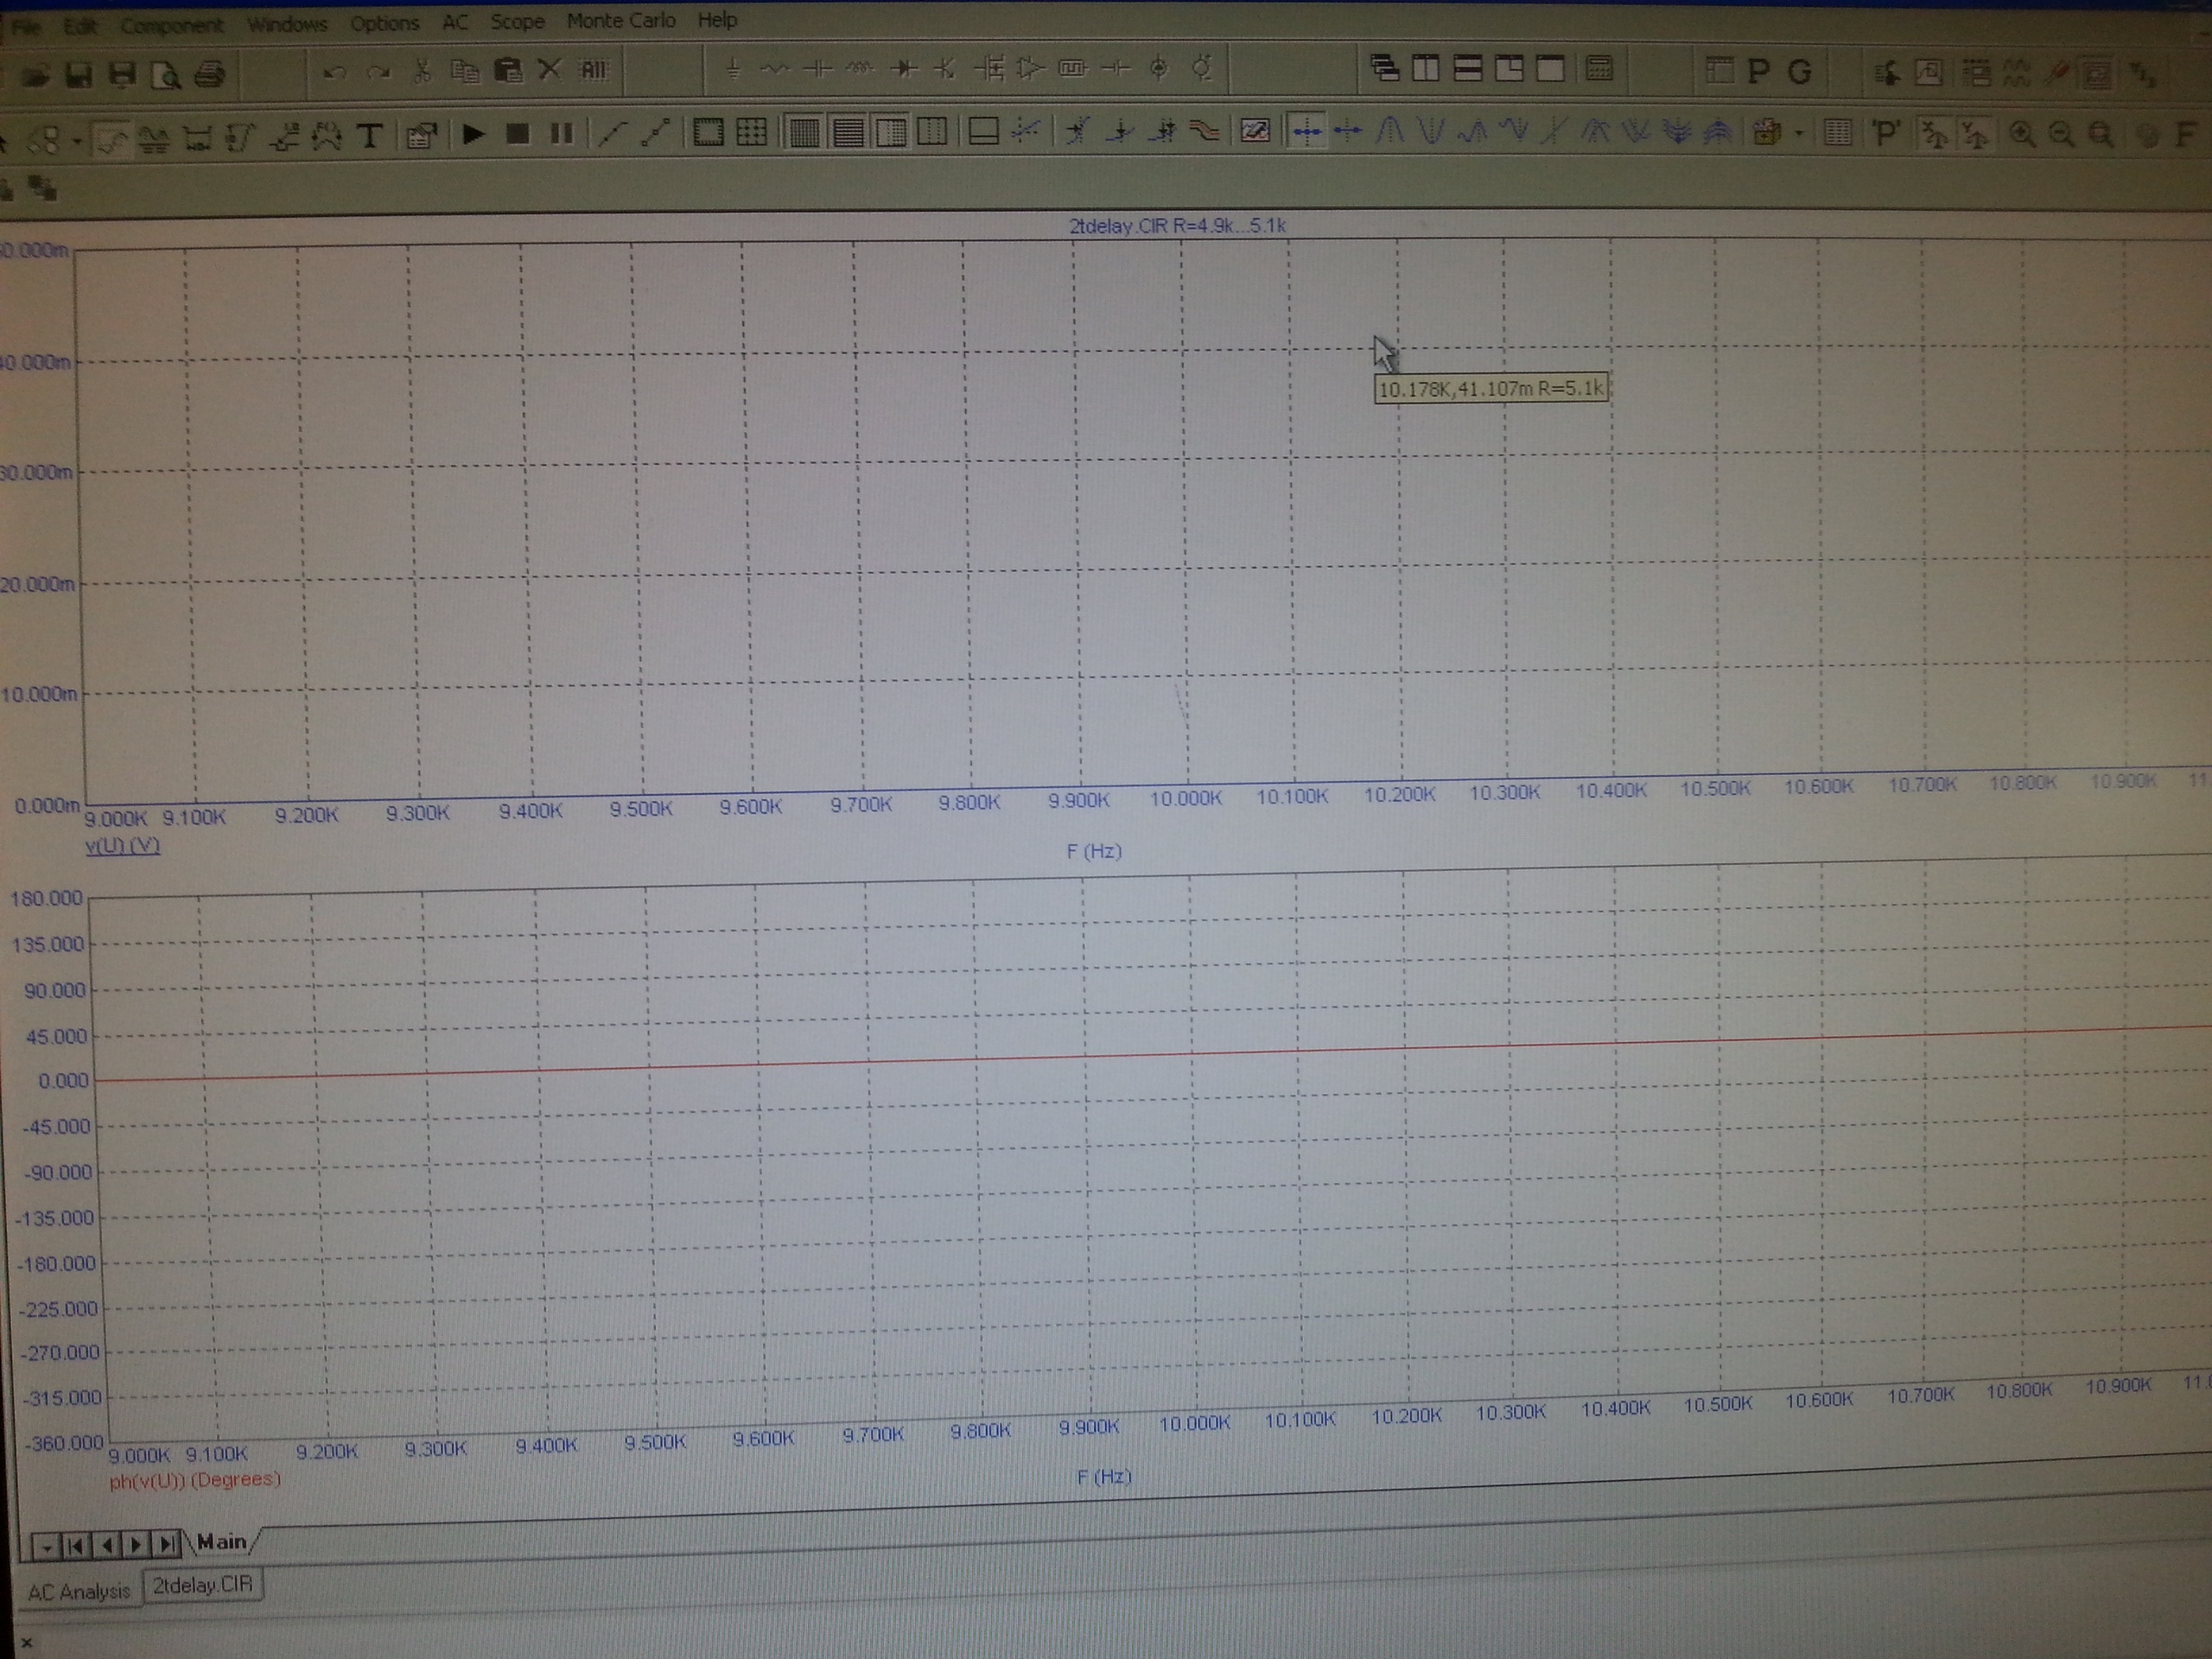 File Edit Component Windows Options AC Scope Monte Carlo Help
All P G
T 'P' F
2tdelay.CIR R=4.9k...5.1k
0.000m
40.000m
10.178K,41.107m R=5.1k
30.000m
20.000m
10.000m
0.000m
9.000K 9.100K 9.200K 9.300K 9.400K 9.500K 9.600K 9.700K 9.800K 9.900K 10.000K 10.100K 10.200K 10.300K 10.400K 10.500K 10.600K 10.700K 10.800K 10.900K 11.
v(U) (V)
F (Hz)
180.000
135.000
90.000
45.000
0.000
-45.000
-90.000
-135.000
-180.000
-225.000
-270.000
-315.000
-360.000
9.000K 9.100K 9.200K 9.300K 9.400K 9.500K 9.600K 9.700K 9.800K 9.900K 10.000K 10.100K 10.200K 10.300K 10.400K 10.500K 10.600K 10.700K 10.800K 10.900K 11.0
ph(v(U)) (Degrees)
F (Hz)
Main
AC Analysis 2tdelay.CIR